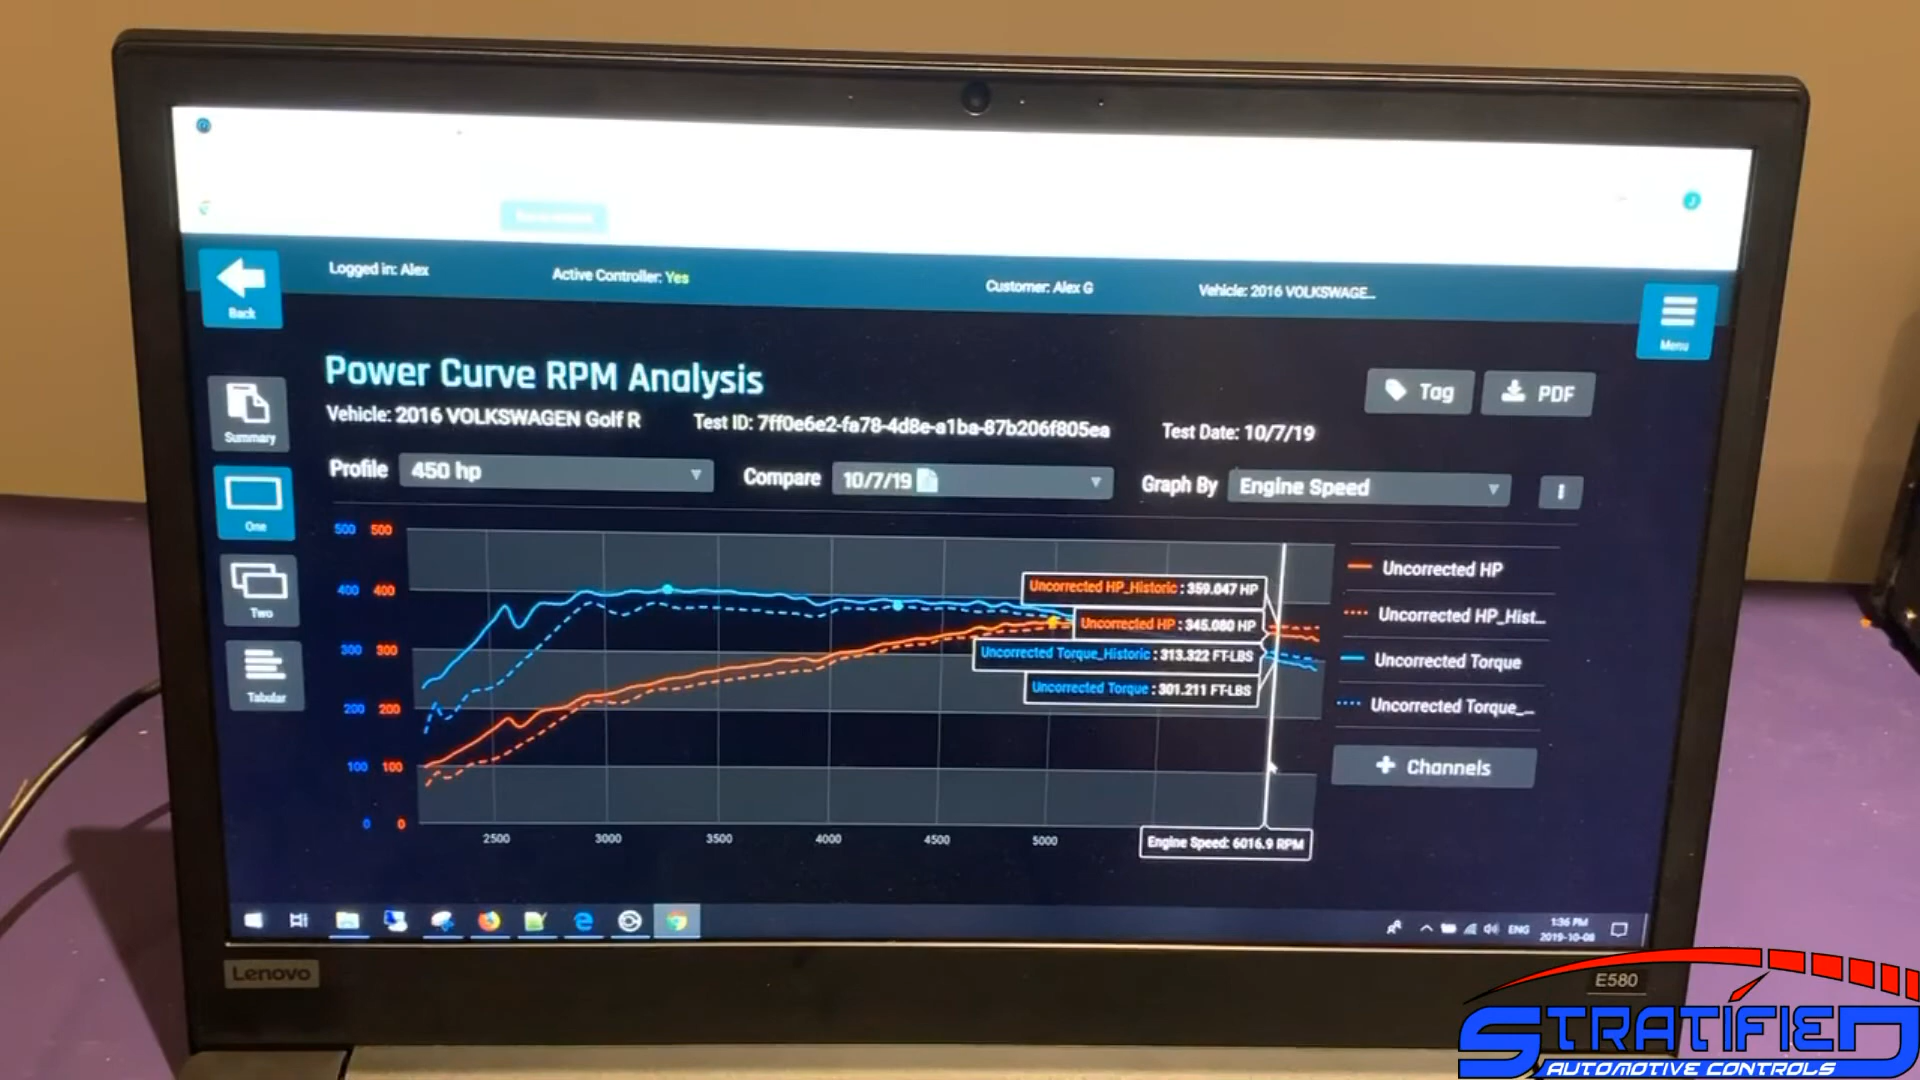 Logged in: Alex
Active Controller: Yes
Customer: Alex G
Vehicle: 2016 VOLKSWAGE...
Back
Menu
Power Curve RPM Analysis
Tag
PDF
Vehicle: 2016 VOLKSWAGEN Golf R
Test ID: 7ff0e6e2-fa78-4d8e-a1ba-87b206f805ea
Test Date: 10/7/19
Summary
Profile
450 hp
Compare
10/7/19
Graph By
Engine Speed
One
Two
Tabular
500 500
400 400
300 300
200 200
100 100
0 0
Uncorrected HP_Historic : 359.047 HP
Uncorrected HP : 345.080 HP
Uncorrected Torque_Historic : 313.322 FT-LBS
Uncorrected Torque : 301.211 FT-LBS
Uncorrected HP
Uncorrected HP_Hist...
Uncorrected Torque
Uncorrected Torque_...
+ Channels
2500 3000 3500 4000 4500 5000
Engine Speed: 6016.9 RPM
ENG
1:36 PM
2019-10-08
Lenovo
E580
STRATIFIED
AUTOMOTIVE CONTROLS